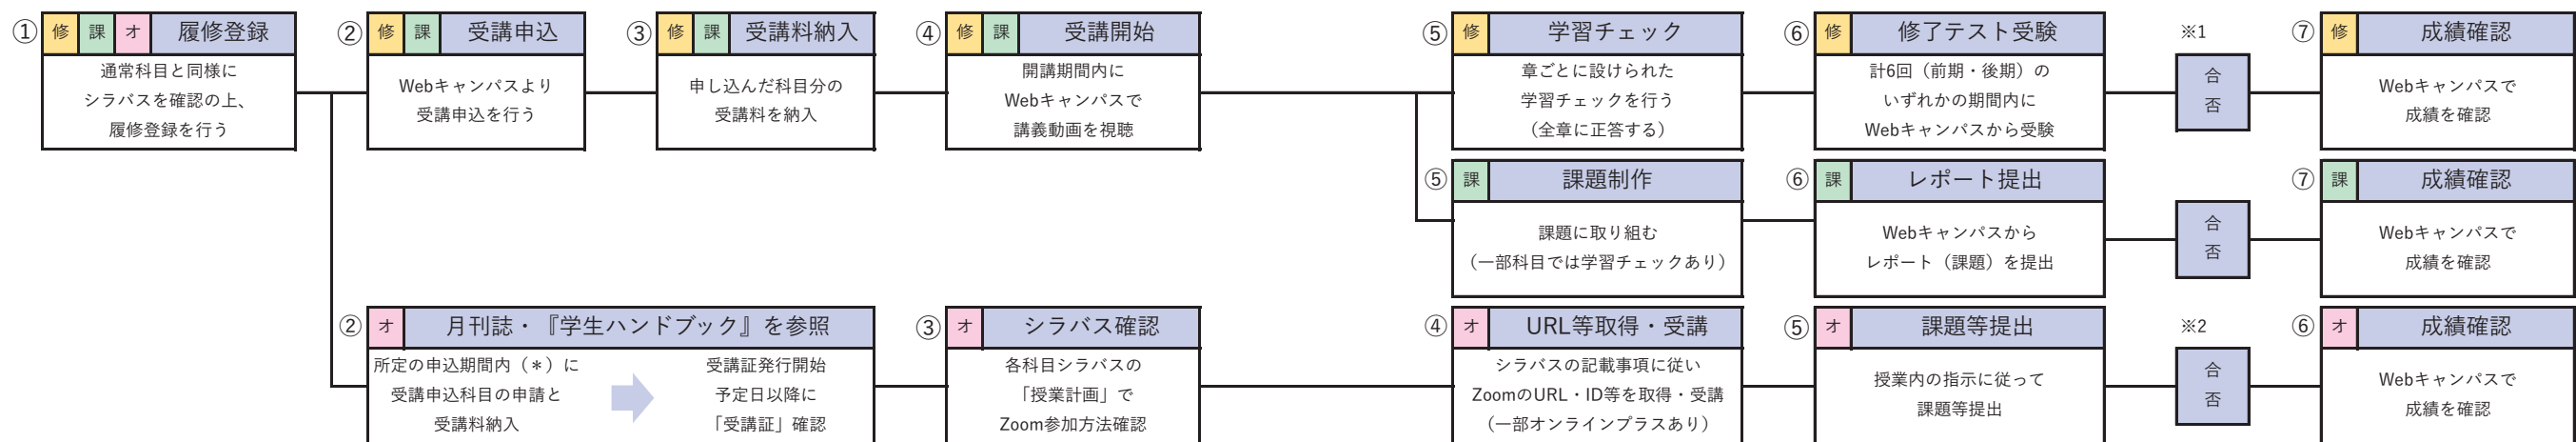 ① 修 課 オ 履修登録
通常科目と同様に
シラバスを確認の上、
履修登録を行う
② 修 課 受講申込
Webキャンパスより
受講申込を行う
③ 修 課 受講料納入
申し込んだ科目分の
受講料を納入
④ 修 課 受講開始
開講期間内に
Webキャンパスで
講義動画を視聴
⑤ 修 学習チェック
章ごとに設けられた
学習チェックを行う
（全章に正答する）
⑥ 修 修了テスト受験
計6回（前期・後期）の
いずれかの期間内に
Webキャンパスから受験
※1
合
否
⑦ 修 成績確認
Webキャンパスで
成績を確認
⑤ 課 課題制作
課題に取り組む
（一部科目では学習チェックあり）
⑥ 課 レポート提出
Webキャンパスから
レポート（課題）を提出
合
否
⑦ 課 成績確認
Webキャンパスで
成績を確認
② オ 月刊誌・『学生ハンドブック』を参照
所定の申込期間内（＊）に
受講申込科目の申請と
受講料納入
受講証発行開始
予定日以降に
「受講証」確認
③ オ シラバス確認
各科目シラバスの
「授業計画」で
Zoom参加方法確認
④ オ URL等取得・受講
シラバスの記載事項に従い
ZoomのURL・ID等を取得・受講
（一部オンラインプラスあり）
⑤ オ 課題等提出
授業内の指示に従って
課題等提出
※2
合
否
⑥ オ 成績確認
Webキャンパスで
成績を確認